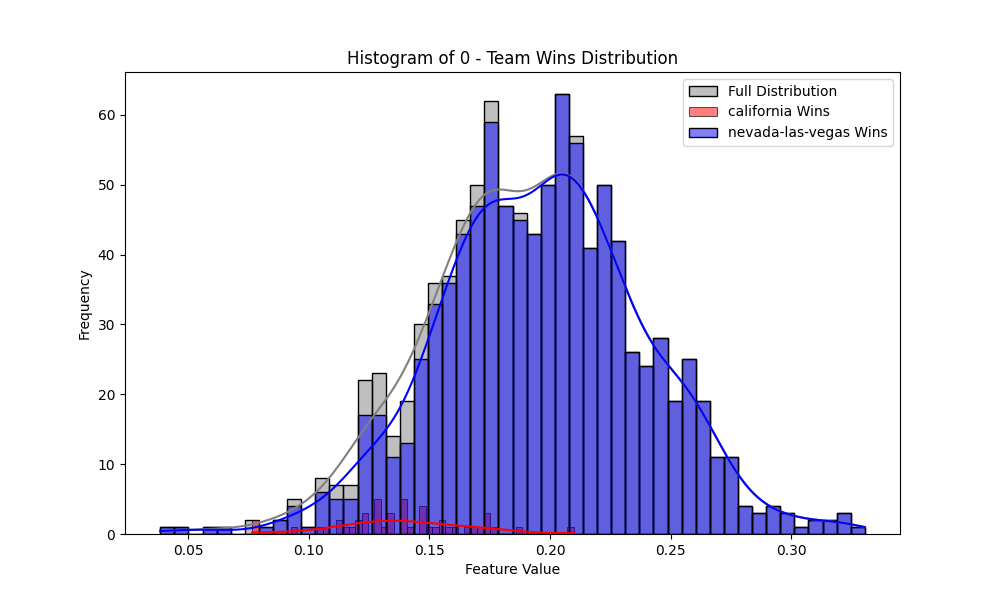 Histogram of 0 - Team Wins Distribution
Full Distribution
california Wins
nevada-las-vegas Wins
Frequency
60
50
40
30
20
10
0
0.05 0.10 0.15 0.20 0.25 0.30
Feature Value